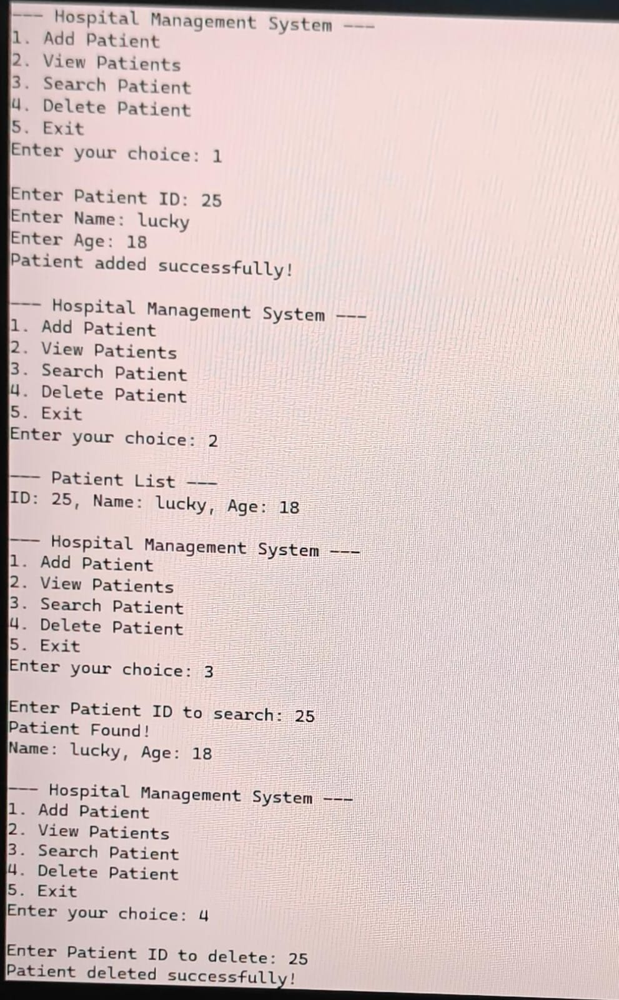 --- Hospital Management System ---
1. Add Patient
2. View Patients
3. Search Patient
4. Delete Patient
5. Exit
Enter your choice: 1
Enter Patient ID: 25
Enter Name: lucky
Enter Age: 18
Patient added successfully!
--- Hospital Management System ---
1. Add Patient
2. View Patients
3. Search Patient
4. Delete Patient
5. Exit
Enter your choice: 2
--- Patient List ---
ID: 25, Name: lucky, Age: 18
--- Hospital Management System ---
1. Add Patient
2. View Patients
3. Search Patient
4. Delete Patient
5. Exit
Enter your choice: 3
Enter Patient ID to search: 25
Patient Found!
Name: lucky, Age: 18
--- Hospital Management System ---
1. Add Patient
2. View Patients
3. Search Patient
4. Delete Patient
5. Exit
Enter your choice: 4
Enter Patient ID to delete: 25
Patient deleted successfully!